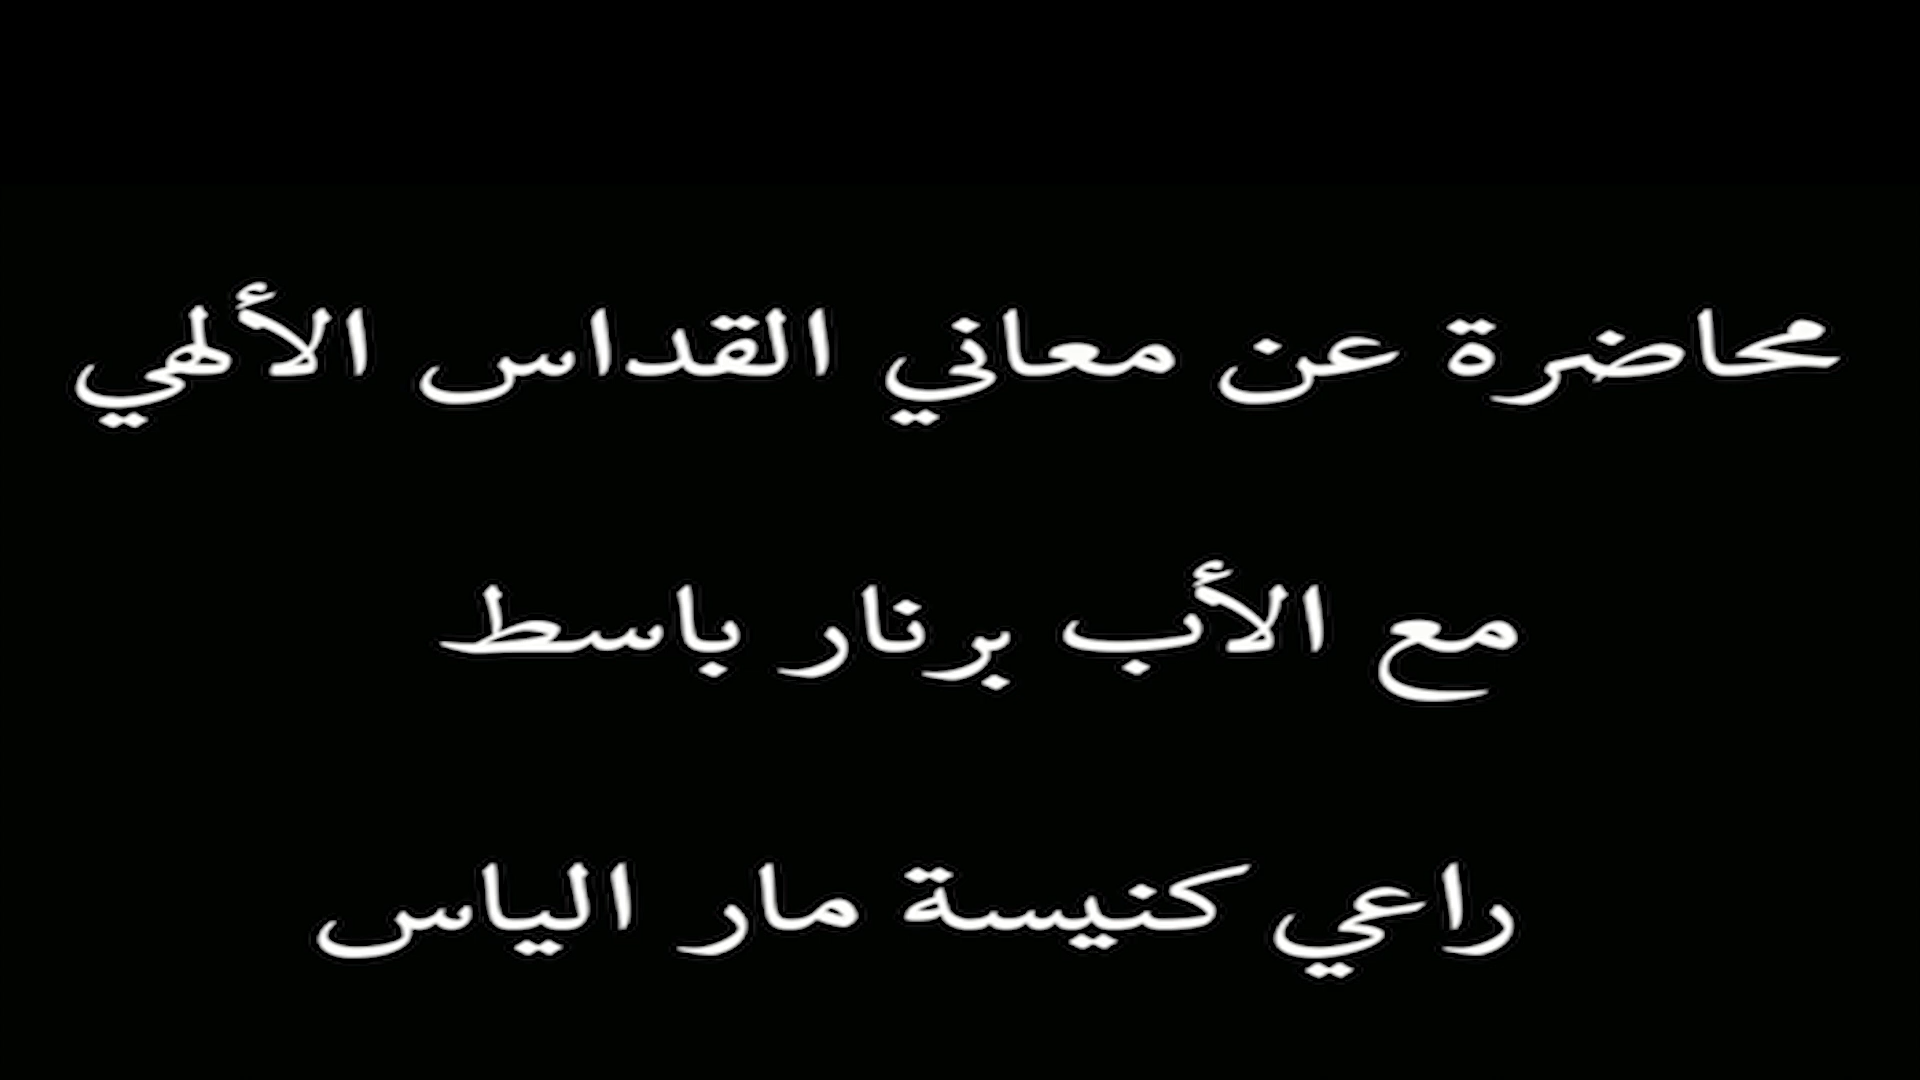 محاضرة عن معاني القداس الألهي
مع الأب برنار باسط
راعي كنيسة مار الياس